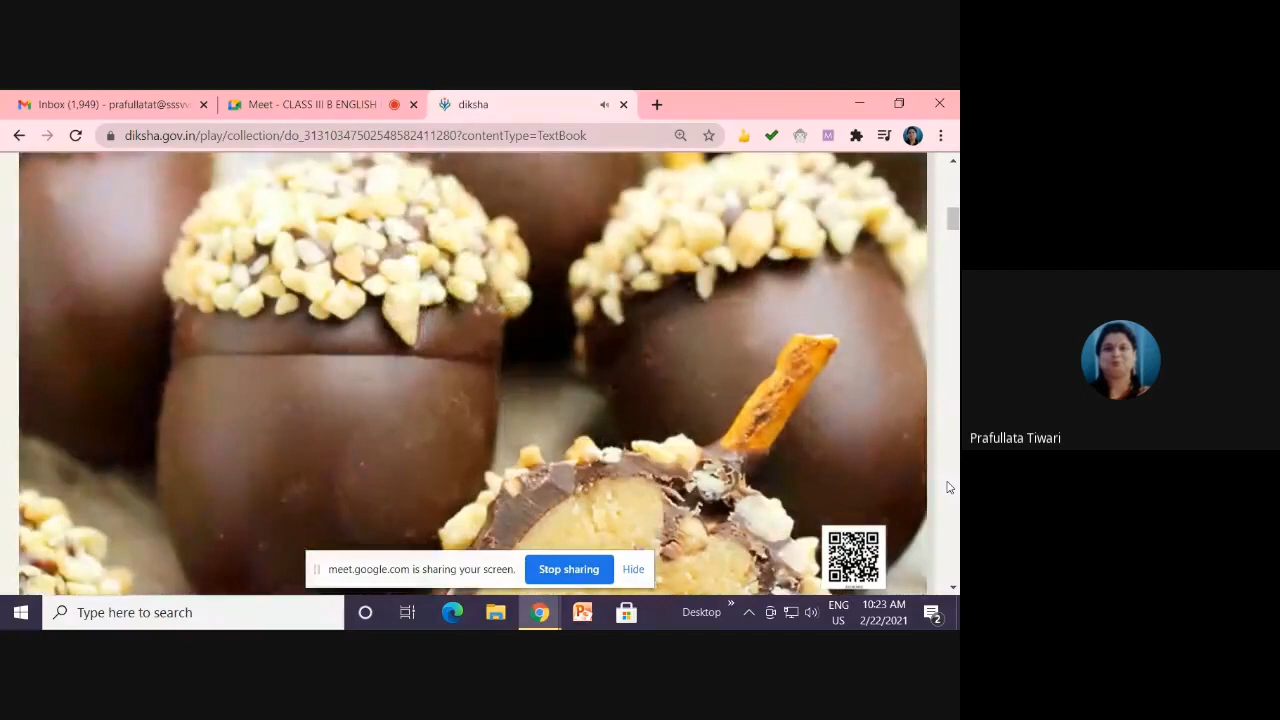 Inbox (1,949) - prafullatat@sssvv
Meet - CLASS III B ENGLISH
diksha
diksha.gov.in/play/collection/do_31310347502548582411280?contentType=TextBook
Prafullata Tiwari
meet.google.com is sharing your screen.
Stop sharing
Hide
Type here to search
Desktop
ENG
US
10:23 AM
2/22/2021
2